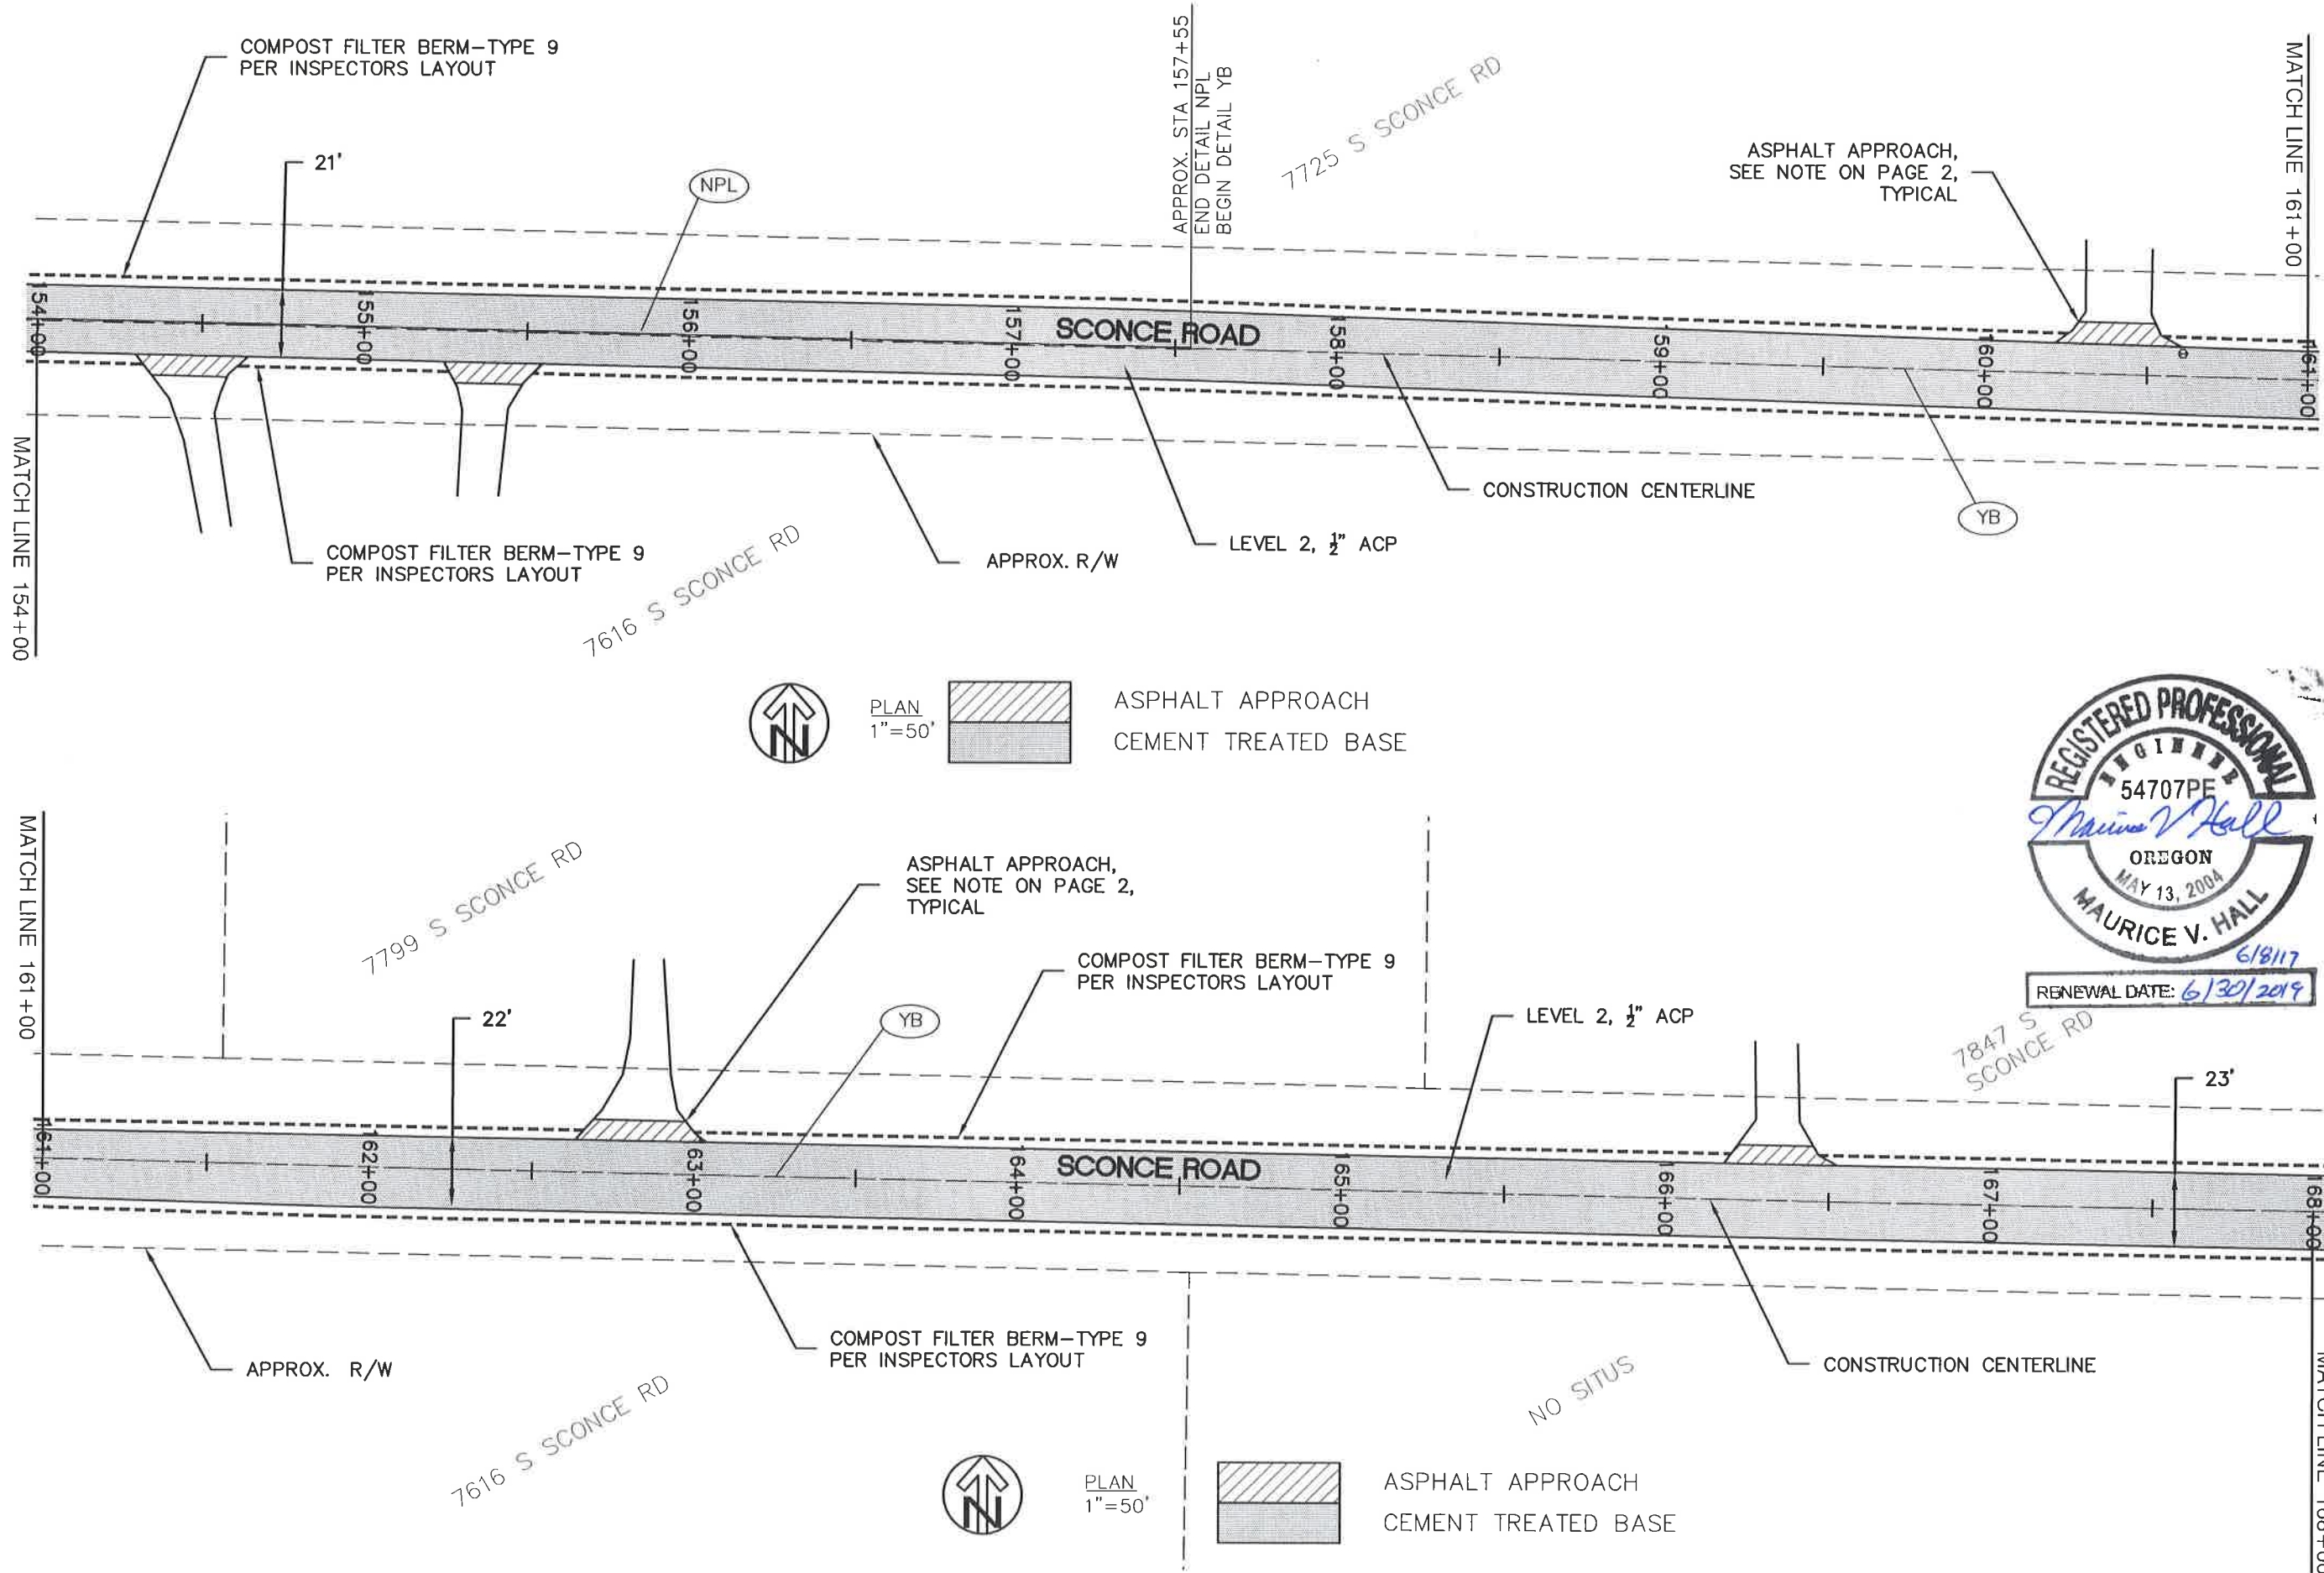 COMPOST FILTER BERM-TYPE 9
PER INSPECTORS LAYOUT
21'
NPL
APPROX. STA 157+55
END DETAIL NPL
BEGIN DETAIL YB
7725 S SCONCE RD
ASPHALT APPROACH,
SEE NOTE ON PAGE 2,
TYPICAL
MATCH LINE 161+00
154+00
155+00
156+00
157+00
SCONCE ROAD
158+00
159+00
160+00
161+00
MATCH LINE 154+00
COMPOST FILTER BERM-TYPE 9
PER INSPECTORS LAYOUT
7616 S SCONCE RD
APPROX. R/W
LEVEL 2, ½" ACP
CONSTRUCTION CENTERLINE
YB
N
PLAN
1"=50'
ASPHALT APPROACH
CEMENT TREATED BASE
REGISTERED PROFESSIONAL
ENGINEER
54707PE
Maurice V Hall
OREGON
MAY 13, 2004
MAURICE V. HALL
6/8/17
RENEWAL DATE: 6/30/2019
MATCH LINE 161+00
7799 S SCONCE RD
ASPHALT APPROACH,
SEE NOTE ON PAGE 2,
TYPICAL
COMPOST FILTER BERM-TYPE 9
PER INSPECTORS LAYOUT
22'
YB
LEVEL 2, ½" ACP
7847 S
SCONCE RD
23'
161+00
162+00
163+00
164+00
SCONCE ROAD
165+00
166+00
167+00
168+00
APPROX. R/W
COMPOST FILTER BERM-TYPE 9
PER INSPECTORS LAYOUT
7616 S SCONCE RD
NO SITUS
CONSTRUCTION CENTERLINE
MATCH LINE 168+00
N
PLAN
1"=50'
ASPHALT APPROACH
CEMENT TREATED BASE